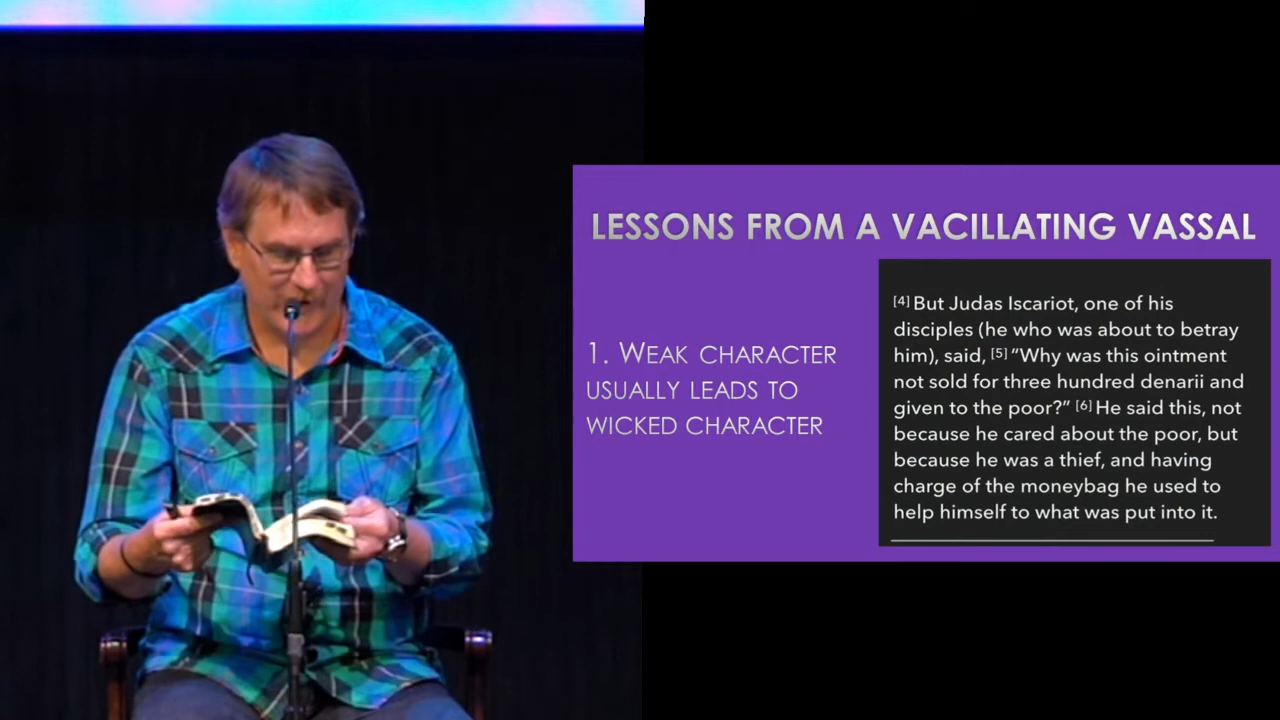 LESSONS FROM A VACILLATING VASSAL
1. WEAK CHARACTER
USUALLY LEADS TO
WICKED CHARACTER
[4] But Judas Iscariot, one of his
disciples (he who was about to betray
him), said, [5] “Why was this ointment
not sold for three hundred denarii and
given to the poor?” [6] He said this, not
because he cared about the poor, but
because he was a thief, and having
charge of the moneybag he used to
help himself to what was put into it.